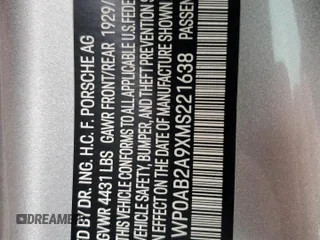 D BY DR. ING. H.C. F. PORSCHE AG
GVWR 4431 LBS GAWR FRONT/REAR 1929/
THIS VEHICLE CONFORMS TO ALL APPLICABLE U.S. FEDE
VEHICLE SAFETY, BUMPER, AND THEFT PREVENTION
EFFECT ON THE DATE OF MANUFACTURE SHOWN
WP0AB2A9XMS221638 PASSEN
DREAM